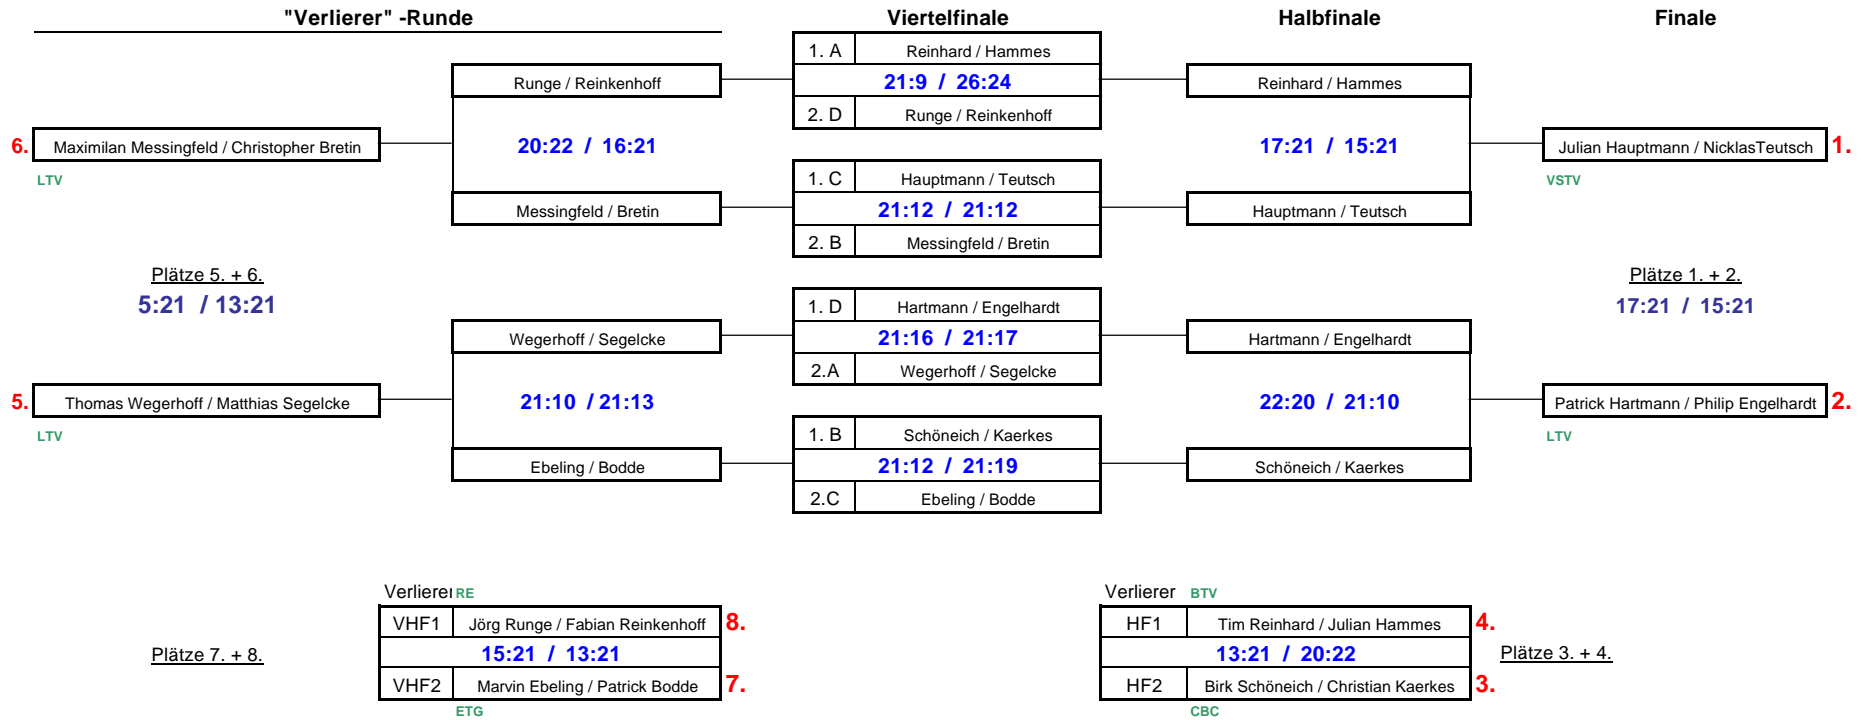 "Verlierer" -Runde
Viertelfinale
Halbfinale
Finale
1. A Reinhard / Hammes
Runge / Reinkenhoff
21:9 / 26:24
Reinhard / Hammes
2. D Runge / Reinkenhoff
6. Maximilan Messingfeld / Christopher Bretin
20:22 / 16:21
17:21 / 15:21
Julian Hauptmann / NicklasTeutsch 1.
LTV
1. C Hauptmann / Teutsch
VSTV
Messingfeld / Bretin
21:12 / 21:12
Hauptmann / Teutsch
2. B Messingfeld / Bretin
Plätze 5. + 6.
Plätze 1. + 2.
5:21 / 13:21
1. D Hartmann / Engelhardt
17:21 / 15:21
Wegerhoff / Segelcke
21:16 / 21:17
Hartmann / Engelhardt
2.A Wegerhoff / Segelcke
5. Thomas Wegerhoff / Matthias Segelcke
21:10 / 21:13
22:20 / 21:10
Patrick Hartmann / Philip Engelhardt 2.
LTV
1. B Schöneich / Kaerkes
LTV
Ebeling / Bodde
21:12 / 21:19
Schöneich / Kaerkes
2.C Ebeling / Bodde
Verlierer RE
Verlierer BTV
VHF1 Jörg Runge / Fabian Reinkenhoff 8.
HF1 Tim Reinhard / Julian Hammes 4.
Plätze 7. + 8.
15:21 / 13:21
13:21 / 20:22
Plätze 3. + 4.
VHF2 Marvin Ebeling / Patrick Bodde 7.
HF2 Birk Schöneich / Christian Kaerkes 3.
ETG
CBC